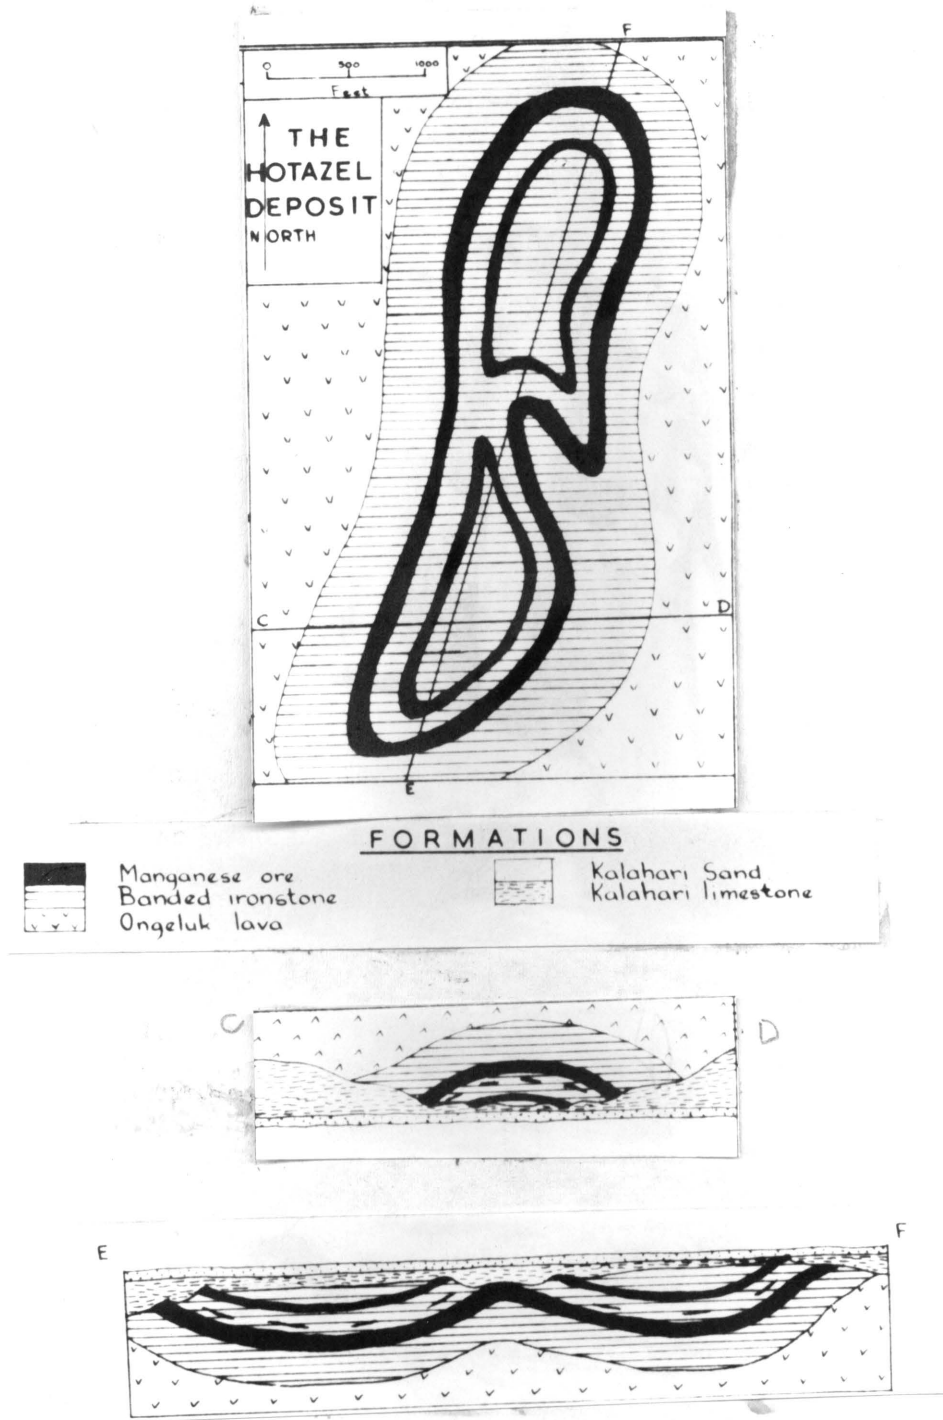 F
0 500 1000
Feet
THE
HOTAZEL
DEPOSIT
NORTH
C
D
E
FORMATIONS
Manganese ore
Banded ironstone
Ongeluk lava
Kalahari Sand
Kalahari limestone
C
D
E
F